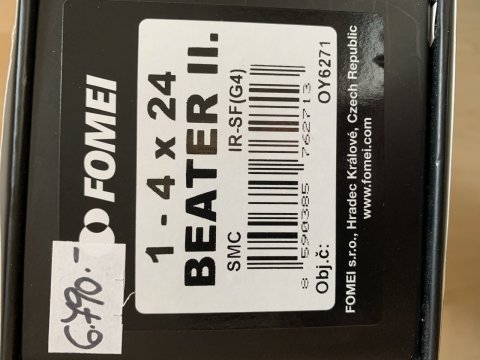 FOMEI
6.790.-
1 - 4 x 24
BEATER II.
SMC IR-SF(G4)
8 590385 762713
Obj.č: OY6271
FOMEI s.r.o., Hradec Králové, Czech Republic
www.fomei.com